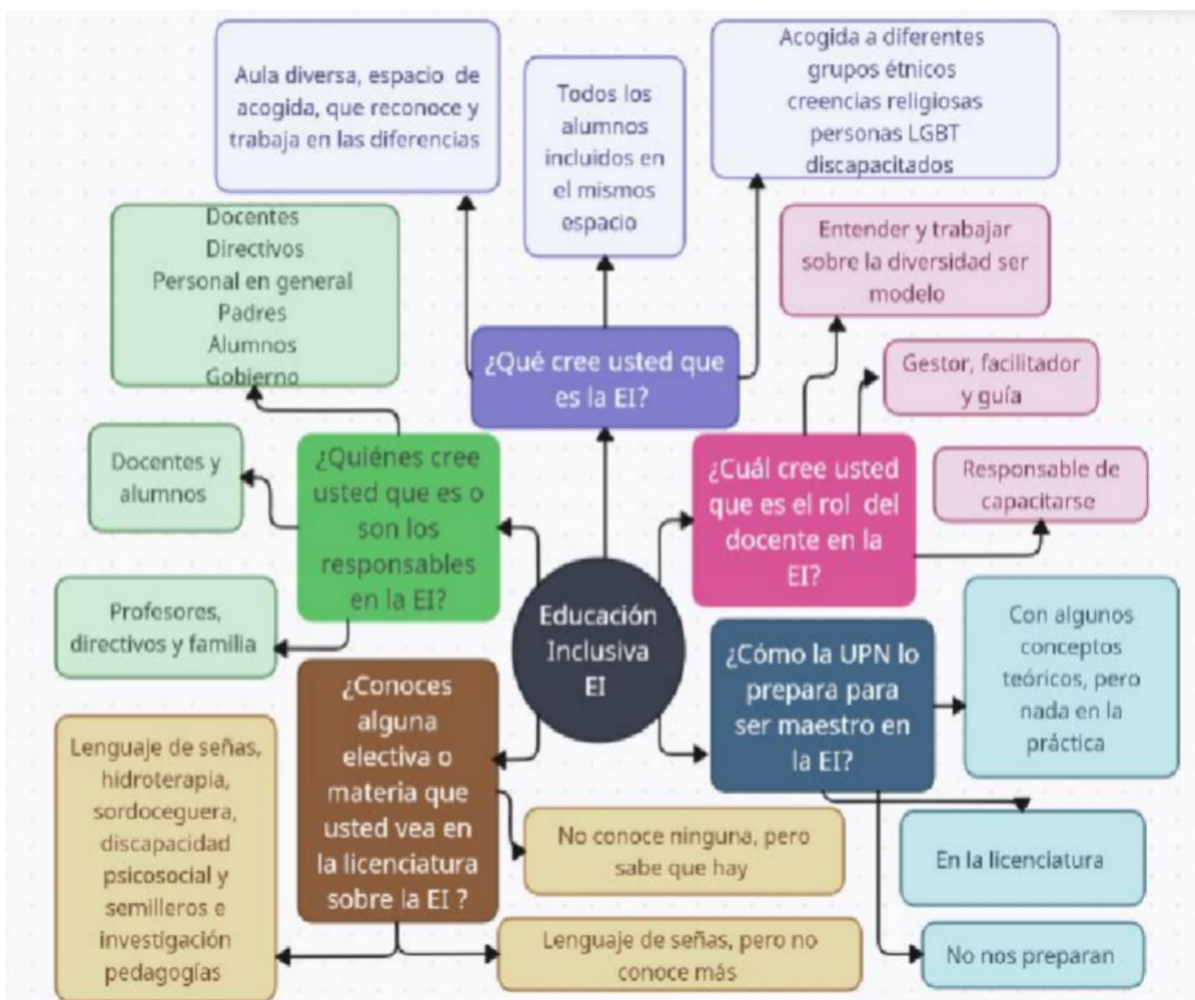 Aula diversa, espacio de
acogida, que reconoce y
trabaja en las diferencias
Todos los
alumnos
incluidos en
el mismos
espacio
Acogida a diferentes
grupos étnicos
creencias religiosas
personas LGBT
discapacitados
Docentes
Directivos
Personal en general
Padres
Alumnos
Gobierno
Entender y trabajar
sobre la diversidad ser
modelo
¿Qué cree usted que
es la EI?
Gestor, facilitador
y guía
Docentes y
alumnos
¿Quiénes cree
usted que es o
son los
responsables
en la EI?
¿Cuál cree usted
que es el rol del
docente en la
EI?
Responsable de
capacitarse
Profesores,
directivos y familia
Educación
Inclusiva
EI
Con algunos
conceptos
teóricos, pero
nada en la
práctica
¿Conoces
alguna
electiva o
materia que
usted vea en
la licenciatura
sobre la EI ?
¿Cómo la UPN lo
prepara para
ser maestro en
la EI?
Lenguaje de señas,
hidroterapia,
sordoceguera,
discapacidad
psicosocial y
semilleros e
investigación
pedagogías
No conoce ninguna, pero
sabe que hay
En la licenciatura
Lenguaje de señas, pero no
conoce más
No nos preparan